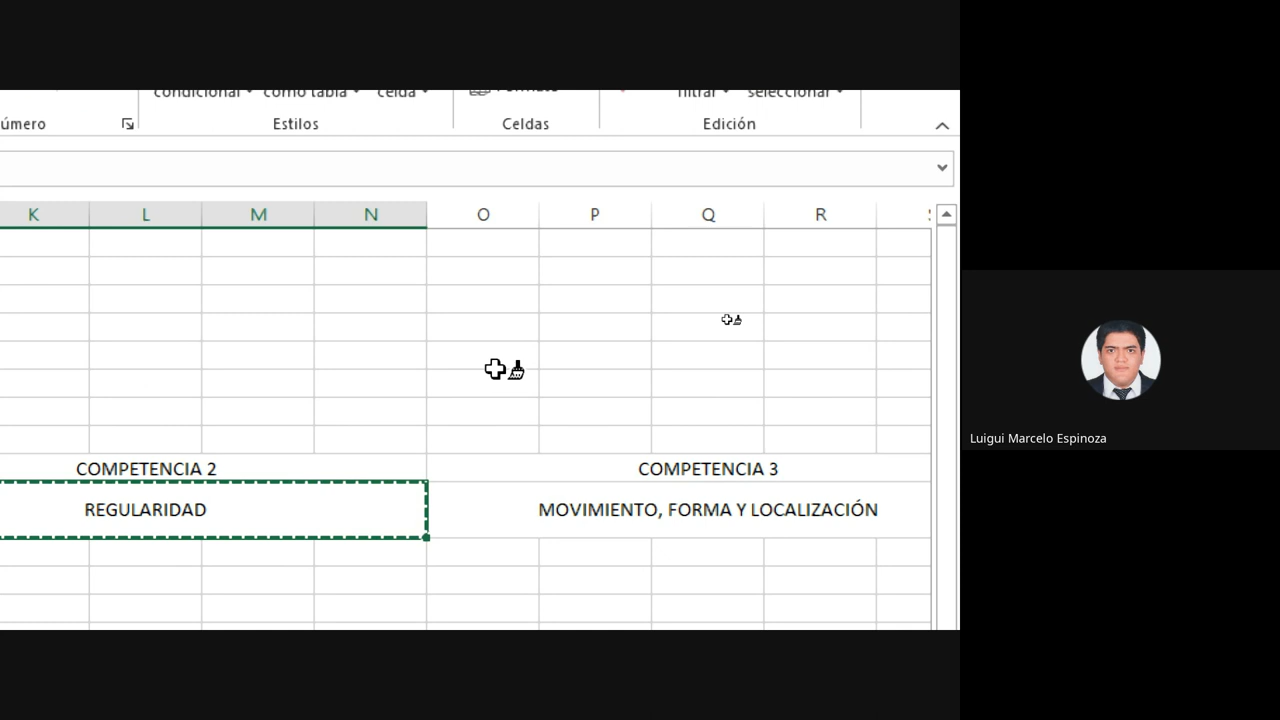 condicional como tabla celda Formato filtrar seleccionar
úmero Estilos Celdas Edición
K L M N O P Q R
COMPETENCIA 2 COMPETENCIA 3
REGULARIDAD MOVIMIENTO, FORMA Y LOCALIZACIÓN
Luigui Marcelo Espinoza